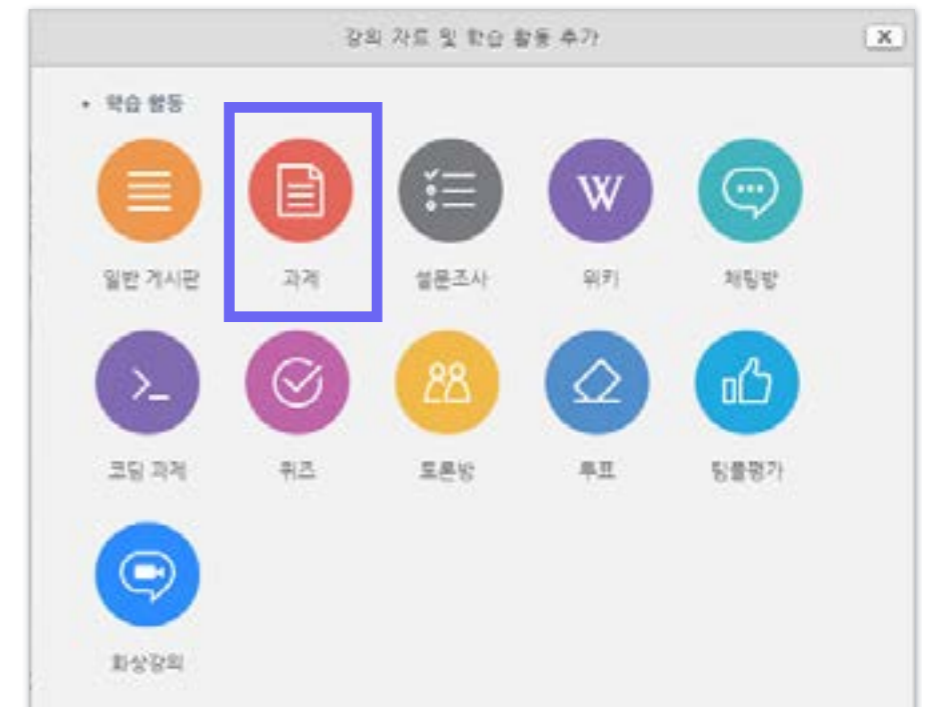 강의 자료 및 학습 활동 추가
X
• 학습 활동
일반 게시판
과제
설문조사
위키
채팅방
코딩 과제
퀴즈
토론방
투표
팀플평가
화상강의